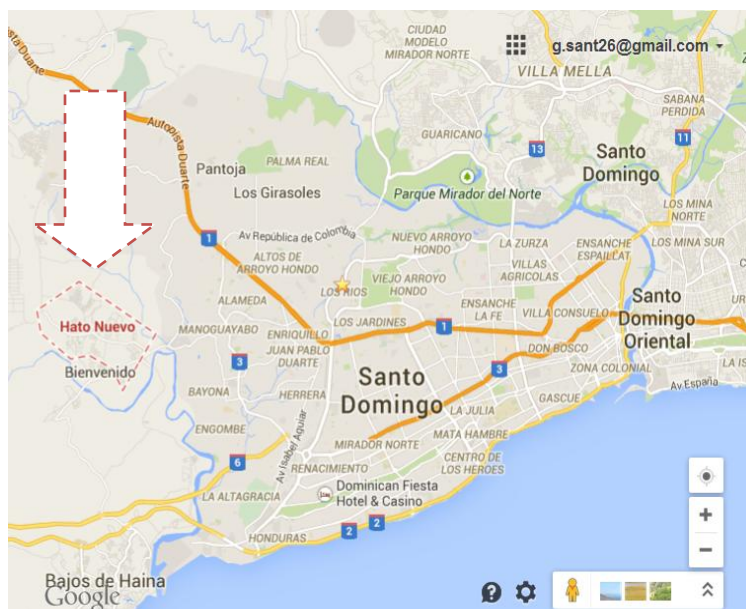 CIUDAD
MODELO
MIRADOR NORTE
g.sant26@gmail.com
VILLA MELLA
Autopista Duarte
SABANA
PERDIDA
GUARICANO
13
11
Santo
Domingo
PALMA REAL
Pantoja
Los Girasoles
Parque Mirador del Norte
LOS MINA
NORTE
Av República de Colombia
1
NUEVO ARROYO
HONDO
LA ZURZA
ENSANCHE
ESPAILLAT
LOS MINA SUR
ALTOS DE
ARROYO HONDO
VILLAS
AGRICOLAS
VIEJO ARROYO
HONDO
LOS RIOS
ALAMEDA
ENSANCHE
LA FE
Santo
Domingo
Oriental
VILLA CONSUELO
Hato Nuevo
MANOGUAYABO
ENRIQUILLO
LOS JARDINES
1
JUAN PABLO
DUARTE
DON BOSCO
3
3
ZONA COLONIAL
Bienvenido
Santo
Domingo
Av España
BAYONA
HERRERA
GASCUE
LA JULIA
ENGOMBE
Av Isabel Aguiar
MIRADOR NORTE
MATA HAMBRE
6
RENACIMIENTO
CENTRO DE
LOS HEROES
LA ALTAGRACIA
Dominican Fiesta
Hotel & Casino
2
2
HONDURAS
Bajos de Haina
Google